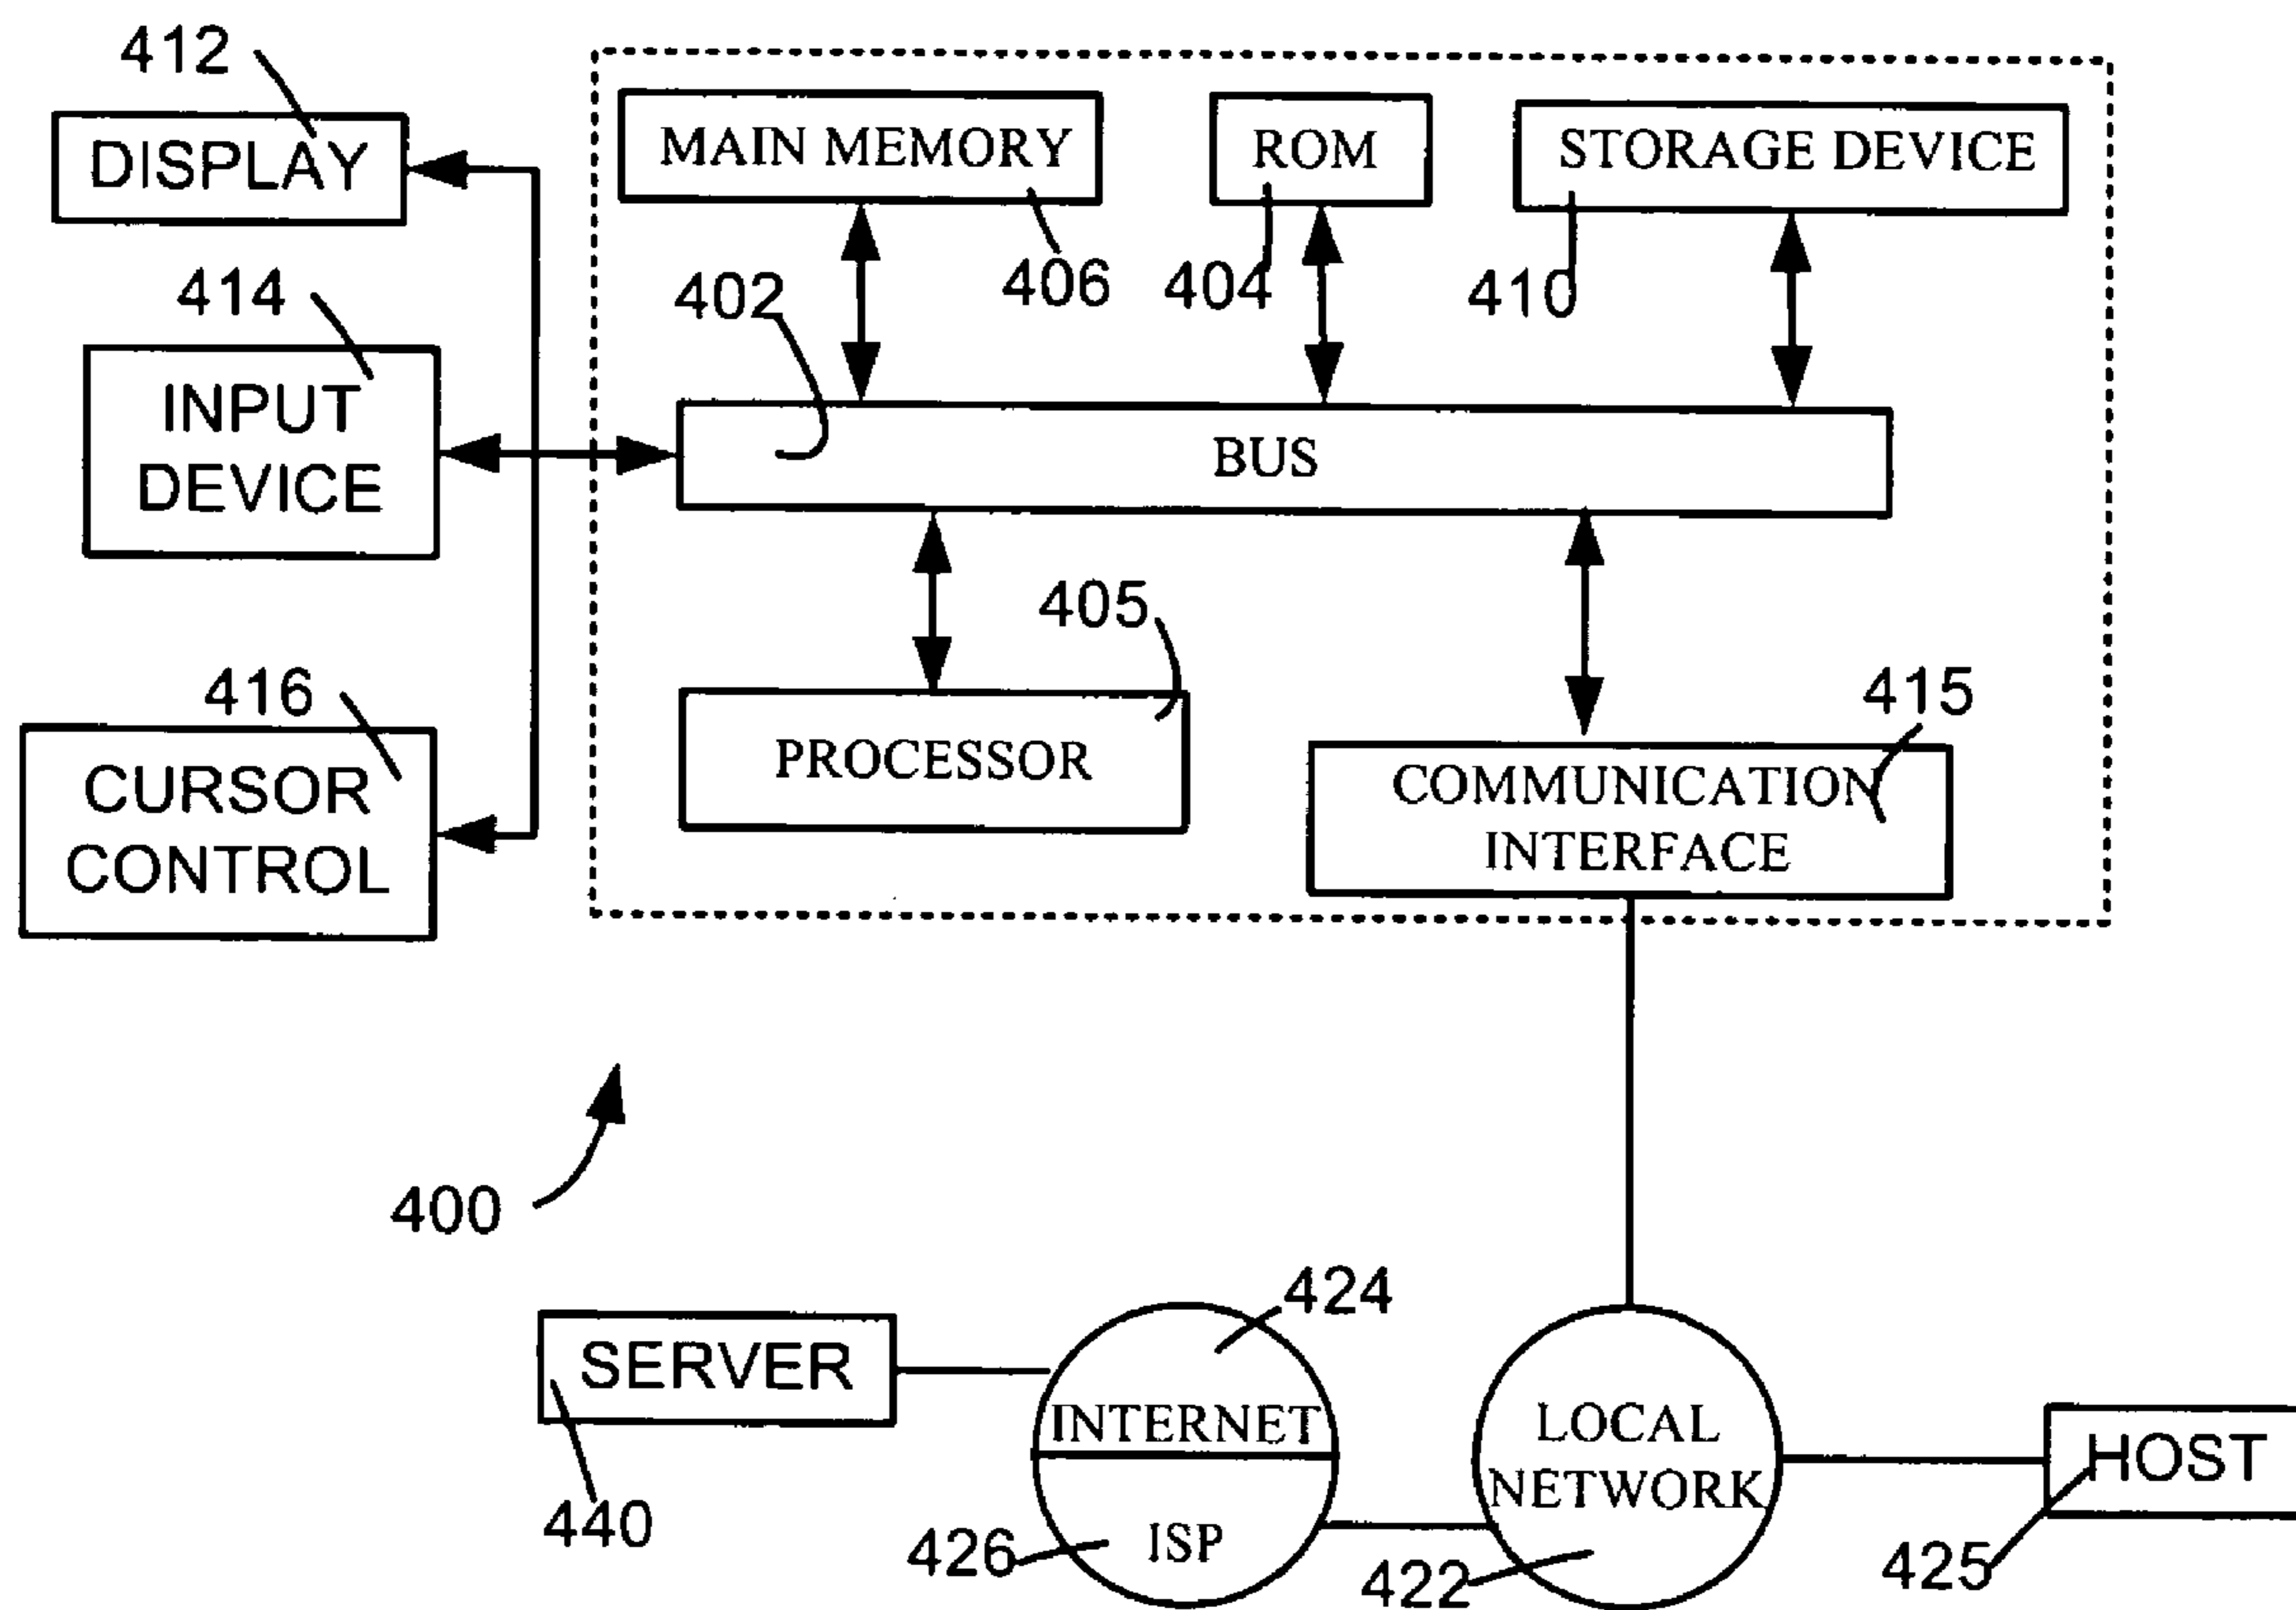 412
DISPLAY
MAIN MEMORY
ROM
STORAGE DEVICE
414
402
406
404
410
INPUT
DEVICE
BUS
405
416
415
CURSOR
CONTROL
PROCESSOR
COMMUNICATION
INTERFACE
400
424
SERVER
INTERNET
LOCAL
NETWORK
HOST
440
426
ISP
422
425